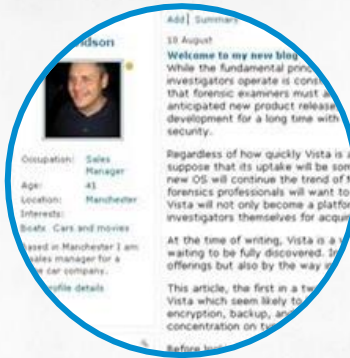 Add | Summary
10 August
dson
Welcome to my new blog
While the fundamental princ
investigators operate is cons
that forensic examiners must a
anticipated new product release
development for a long time with
security.
Occupation: Sales Manager
Age: 41
Location: Manchester
Interests:
Boats Cars and movies
ased in Manchester I am
sales manager for a
car company.
rofile details
Regardless of how quickly Vista is a
suppose that its uptake will be som
new OS will continue the trend of M
forensics professionals will want to
Vista will not only become a platfor
investigators themselves for acquir
At the time of writing, Vista is a
waiting to be fully discovered. In
offerings but also by the way in
This article, the first in a tw
Vista which seem likely to
encryption, backup, and
concentration on ty
Before